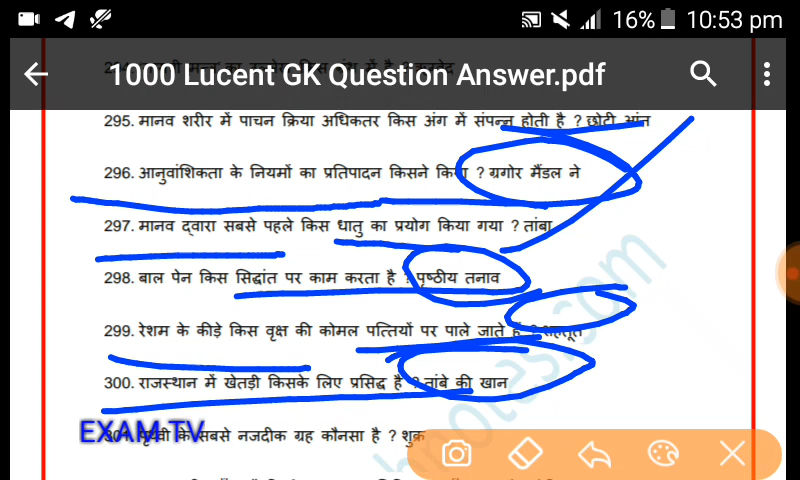 16% 10:53 pm
1000 Lucent GK Question Answer.pdf
295. मानव शरीर में पाचन क्रिया अधिकतर किस अंग में संपन्न होती है ? छोटी आंत
296. आनुवांशिकता के नियमों का प्रतिपादन किसने किया ? ग्रगोर मैंडल ने
297. मानव द्वारा सबसे पहले किस धातु का प्रयोग किया गया ? तांबा
298. बाल पेन किस सिद्धांत पर काम करता है ? पृष्ठीय तनाव
299. रेशम के कीड़े किस वृक्ष की कोमल पत्तियों पर पाले जाते है ? शहतूत
300. राजस्थान में खेतड़ी किसके लिए प्रसिद्ध है ? तांबे की खान
EXAM TV
301. पृथ्वी के सबसे नजदीक ग्रह कौनसा है ? शुक्र